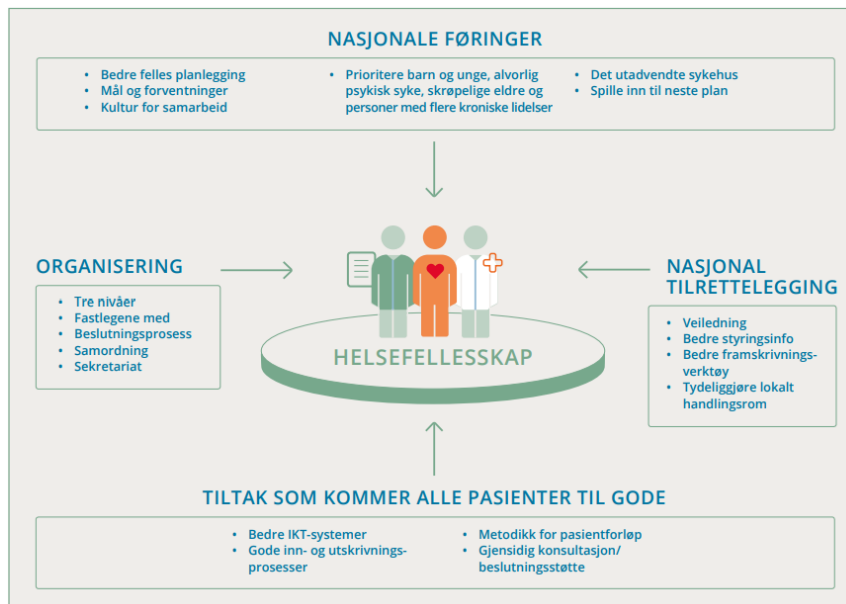 NASJONALE FØRINGER
• Bedre felles planlegging
• Mål og forventninger
• Kultur for samarbeid
• Prioritere barn og unge, alvorlig
psykisk syke, skrøpelige eldre og
personer med flere kroniske lidelser
• Det utadvendte sykehus
• Spille inn til neste plan
ORGANISERING
• Tre nivåer
• Fastlegene med
• Beslutningsprosess
• Samordning
• Sekretariat
HELSEFELLESSKAP
NASJONAL
TILRETTELEGGING
• Veiledning
• Bedre styringsinfo
• Bedre framskrivnings-
verktøy
• Tydeliggjøre lokalt
handlingsrom
TILTAK SOM KOMMER ALLE PASIENTER TIL GODE
• Bedre IKT-systemer
• Gode inn- og utskrivnings-
prosesser
• Metodikk for pasientforløp
• Gjensidig konsultasjon/
beslutningsstøtte